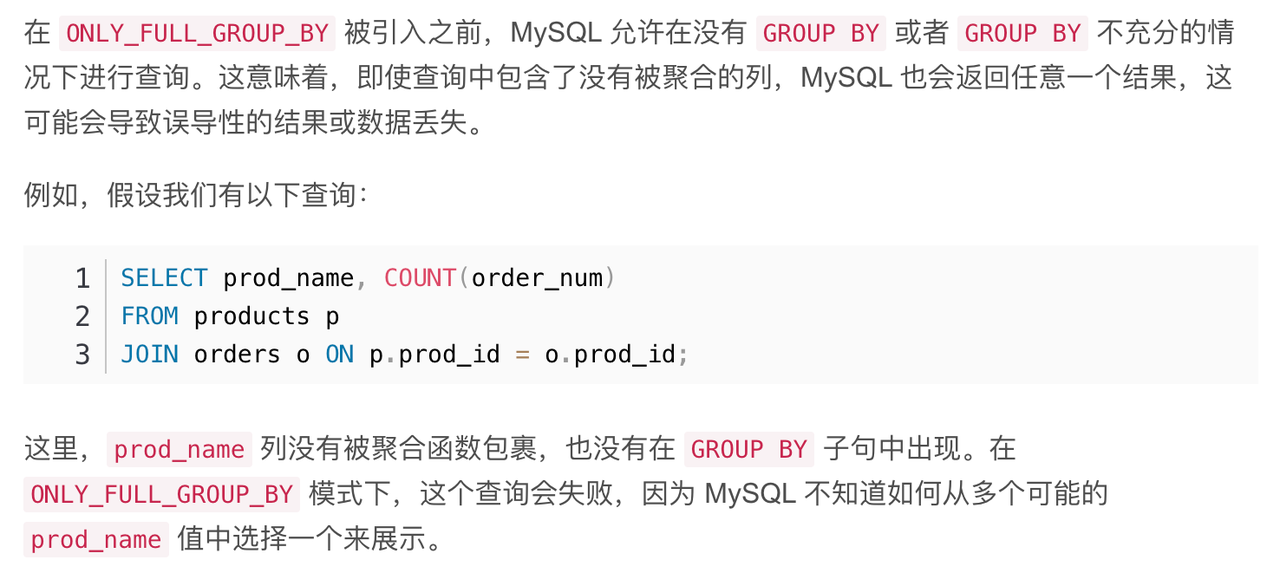 在 ONLY_FULL_GROUP_BY 被引入之前，MySQL 允许在没有 GROUP BY 或者 GROUP BY 不充分的情
况下进行查询。这意味着，即使查询中包含了没有被聚合的列，MySQL 也会返回任意一个结果，这
可能会导致误导性的结果或数据丢失。
例如，假设我们有以下查询：
1 SELECT prod_name, COUNT(order_num)
2 FROM products p
3 JOIN orders o ON p.prod_id = o.prod_id;
这里，prod_name 列没有被聚合函数包裹，也没有在 GROUP BY 子句中出现。在
ONLY_FULL_GROUP_BY 模式下，这个查询会失败，因为 MySQL 不知道如何从多个可能的
prod_name 值中选择一个来展示。